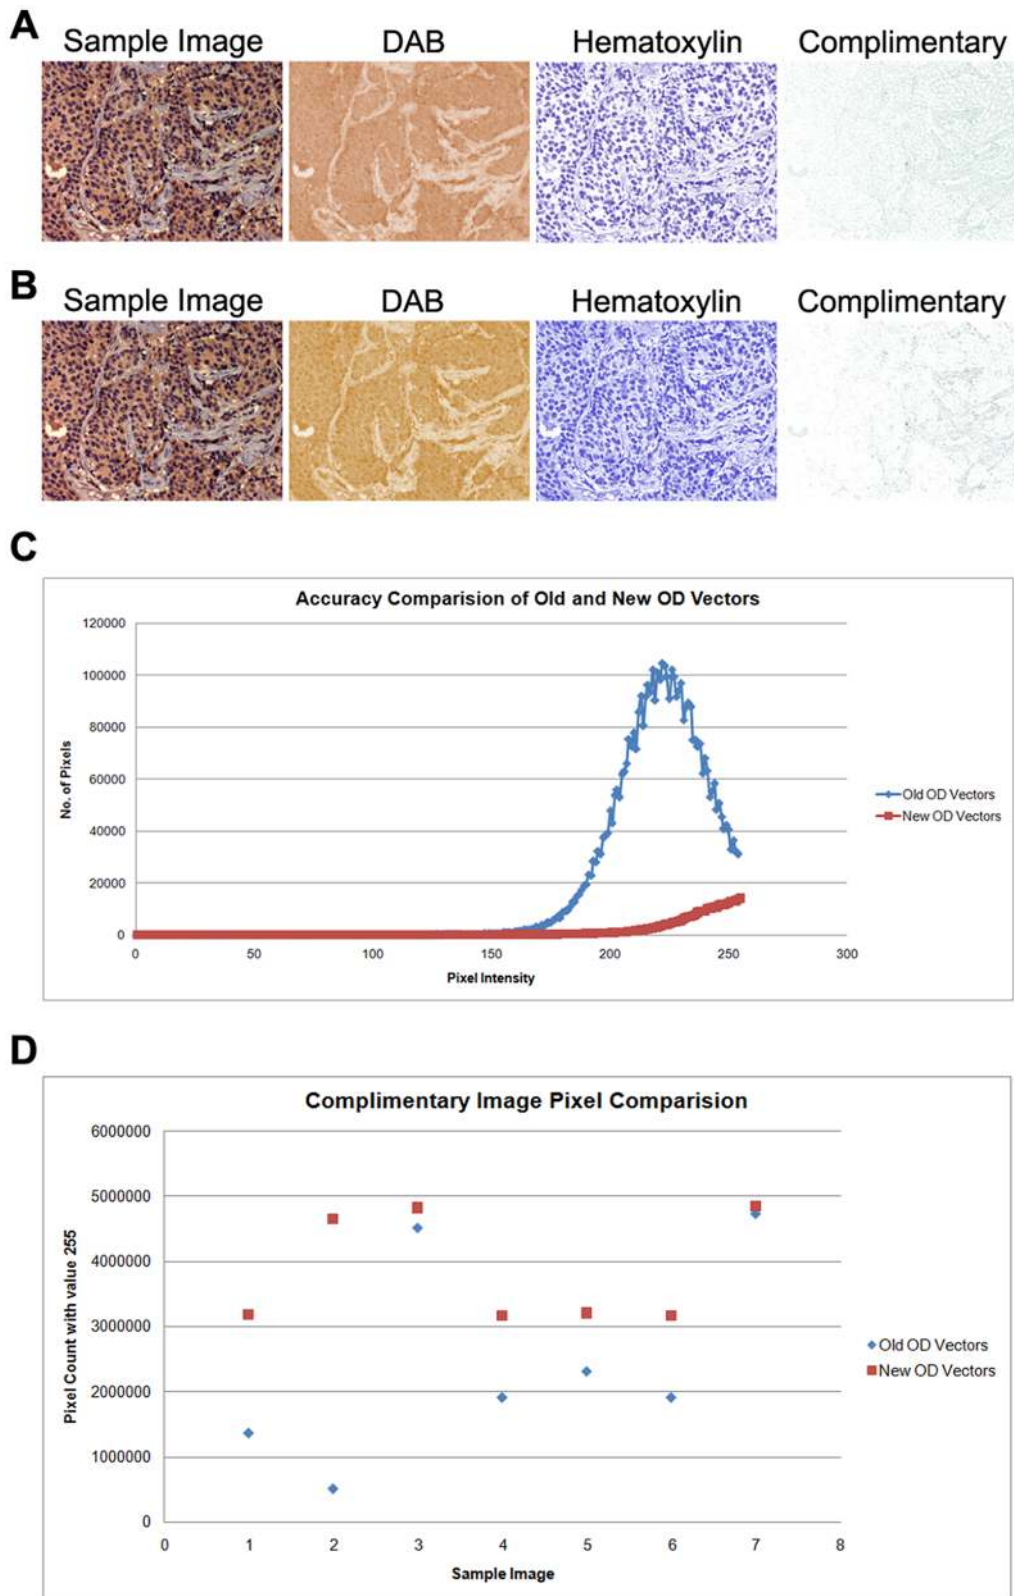 A
Sample Image DAB Hematoxylin Complimentary
B
Sample Image DAB Hematoxylin Complimentary
C
Accuracy Comparision of Old and New OD Vectors
120000
100000
80000
60000
40000
20000
0
No. of Pixels
0 50 100 150 200 250 300
Pixel Intensity
Old OD Vectors
New OD Vectors
D
Complimentary Image Pixel Comparision
6000000
5000000
4000000
3000000
2000000
1000000
0
Pixel Count with value 255
0 1 2 3 4 5 6 7 8
Sample Image
Old OD Vectors
New OD Vectors